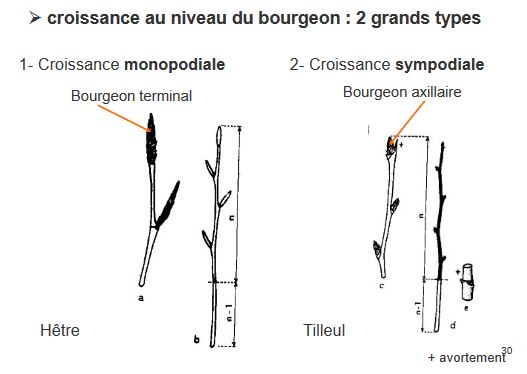 ➢ croissance au niveau du bourgeon : 2 grands types
1- Croissance monopodiale
2- Croissance sympodiale
Bourgeon terminal
Bourgeon axillaire
+
n
n
+
a
c
n-1
n-1
e
b
d
Hêtre
Tilleul
+ avortement
30